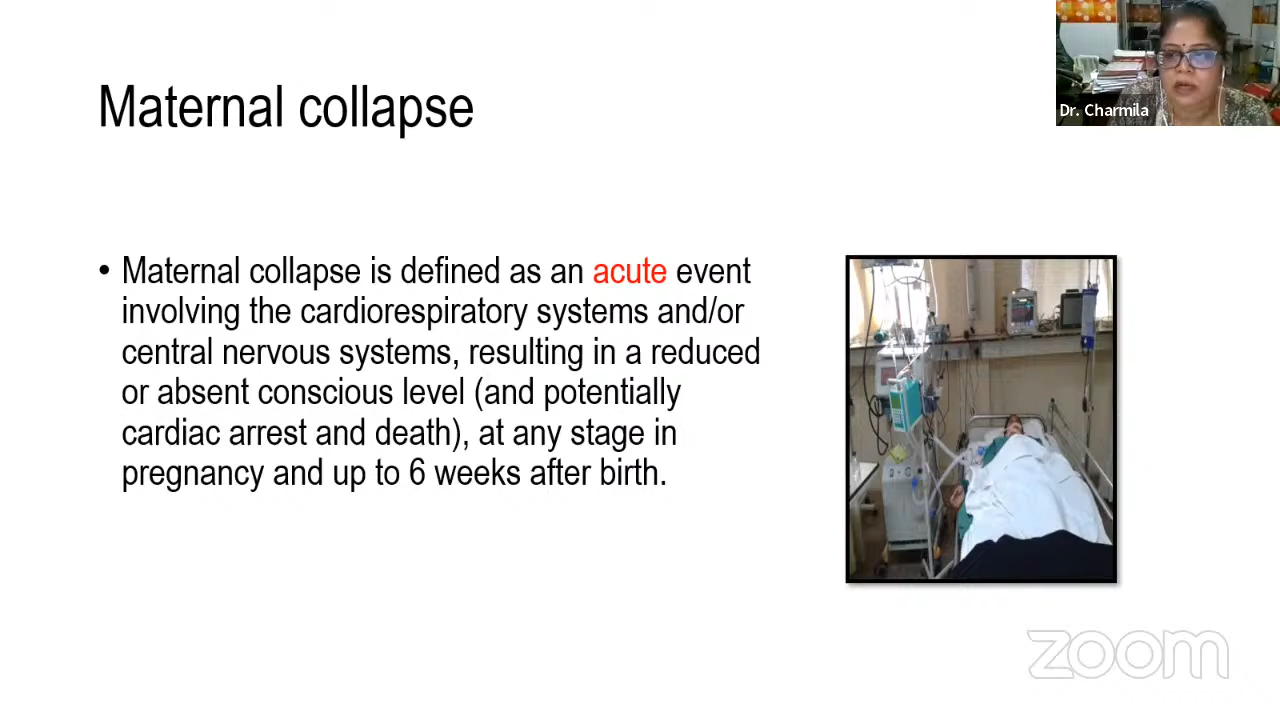 Maternal collapse
Dr. Charmila
• Maternal collapse is defined as an acute event
involving the cardiorespiratory systems and/or
central nervous systems, resulting in a reduced
or absent conscious level (and potentially
cardiac arrest and death), at any stage in
pregnancy and up to 6 weeks after birth.
zoom